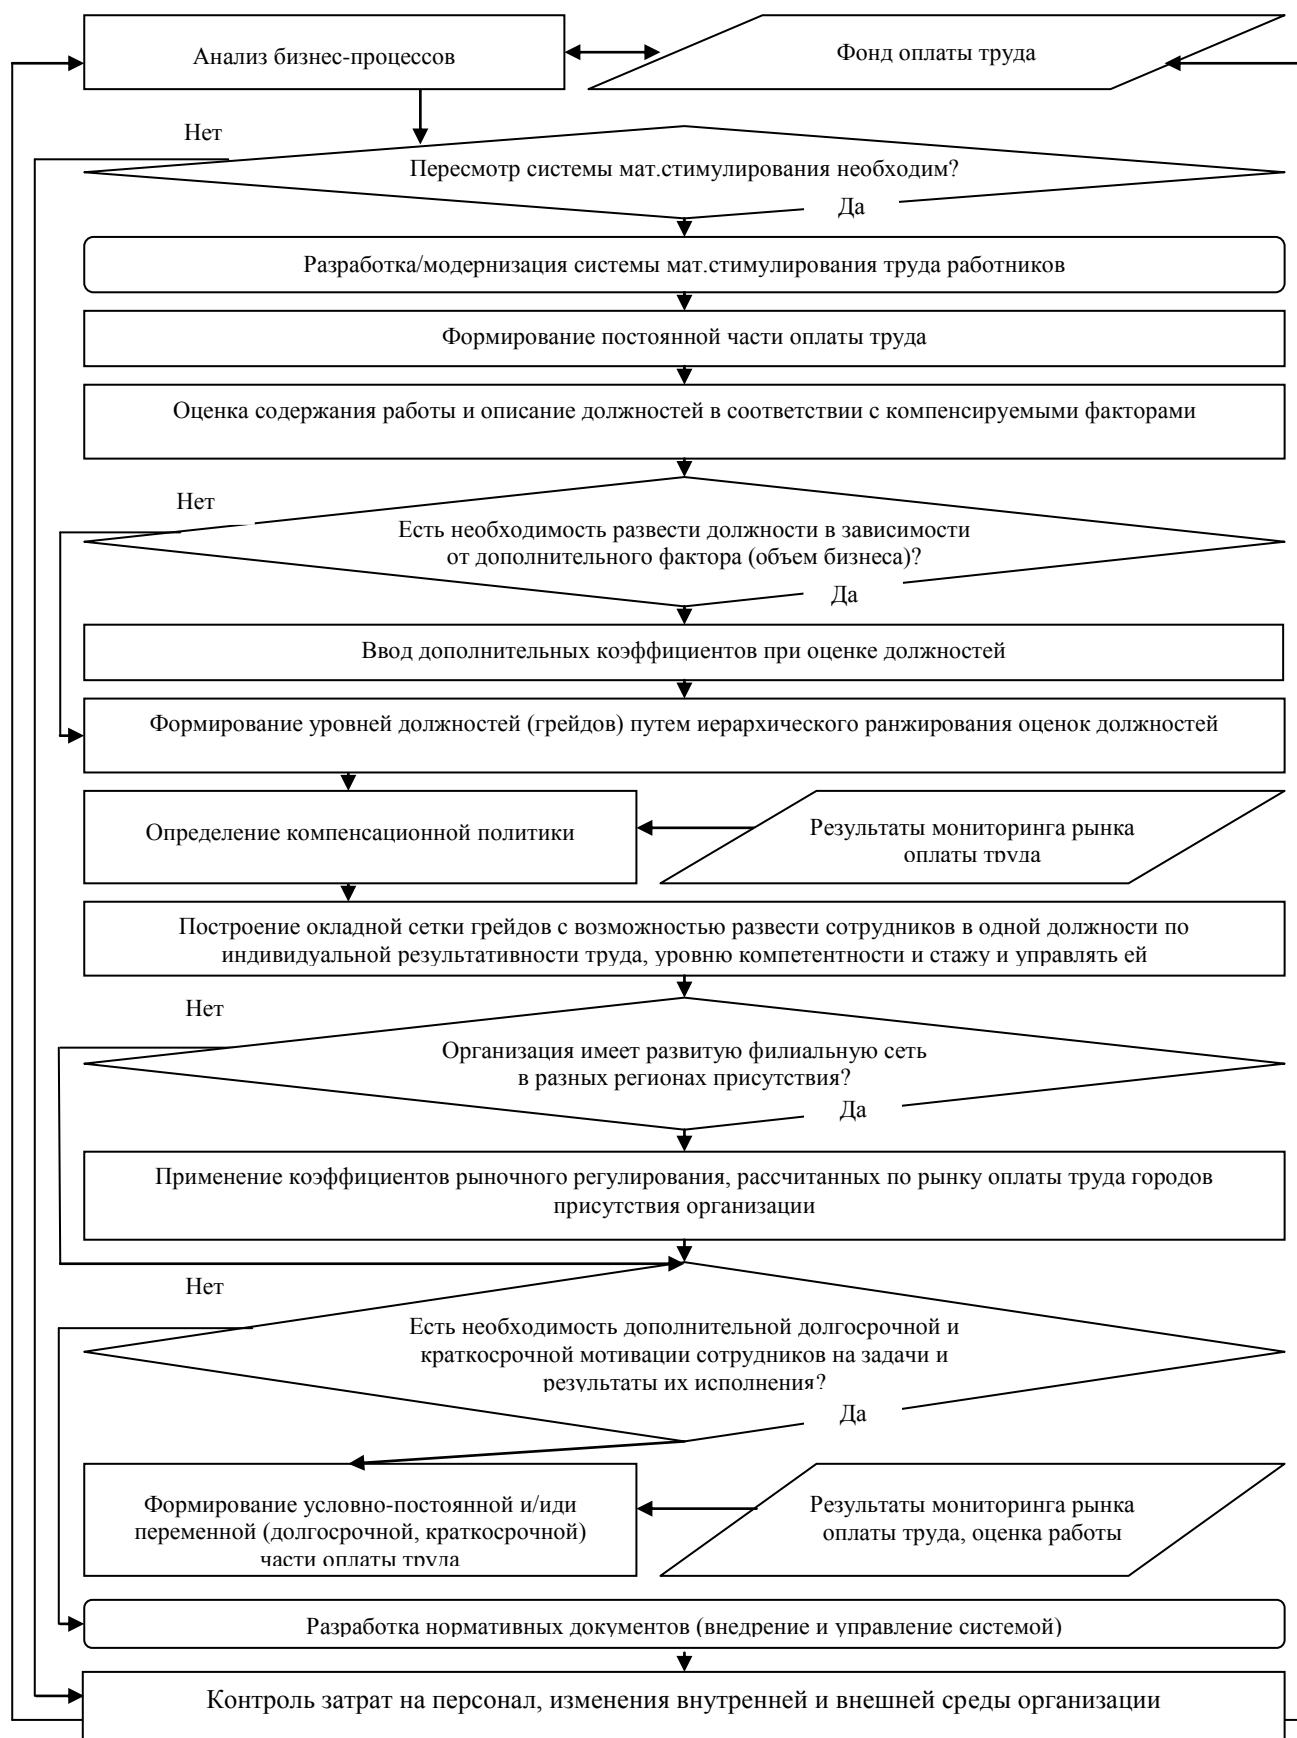 Анализ бизнес-процессов
Фонд оплаты труда
Нет
Пересмотр системы мат.стимулирования необходим?
Да
Разработка/модернизация системы мат.стимулирования труда работников
Формирование постоянной части оплаты труда
Оценка содержания работы и описание должностей в соответствии с компенсируемыми факторами
Нет
Есть необходимость развести должности в зависимости
от дополнительного фактора (объем бизнеса)?
Да
Ввод дополнительных коэффициентов при оценке должностей
Формирование уровней должностей (грейдов) путем иерархического ранжирования оценок должностей
Определение компенсационной политики
Результаты мониторинга рынка
оплаты труда
Построение окладной сетки грейдов с возможностью развести сотрудников в одной должности по
индивидуальной результативности труда, уровню компетентности и стажу и управлять ей
Нет
Организация имеет развитую филиальную сеть
в разных регионах присутствия?
Да
Применение коэффициентов рыночного регулирования, рассчитанных по рынку оплаты труда городов
присутствия организации
Нет
Есть необходимость дополнительной долгосрочной и
краткосрочной мотивации сотрудников на задачи и
результаты их исполнения?
Да
Формирование условно-постоянной и/иди
переменной (долгосрочной, краткосрочной)
части оплаты труда
Результаты мониторинга рынка
оплаты труда, оценка работы
Разработка нормативных документов (внедрение и управление системой)
Контроль затрат на персонал, изменения внутренней и внешней среды организации